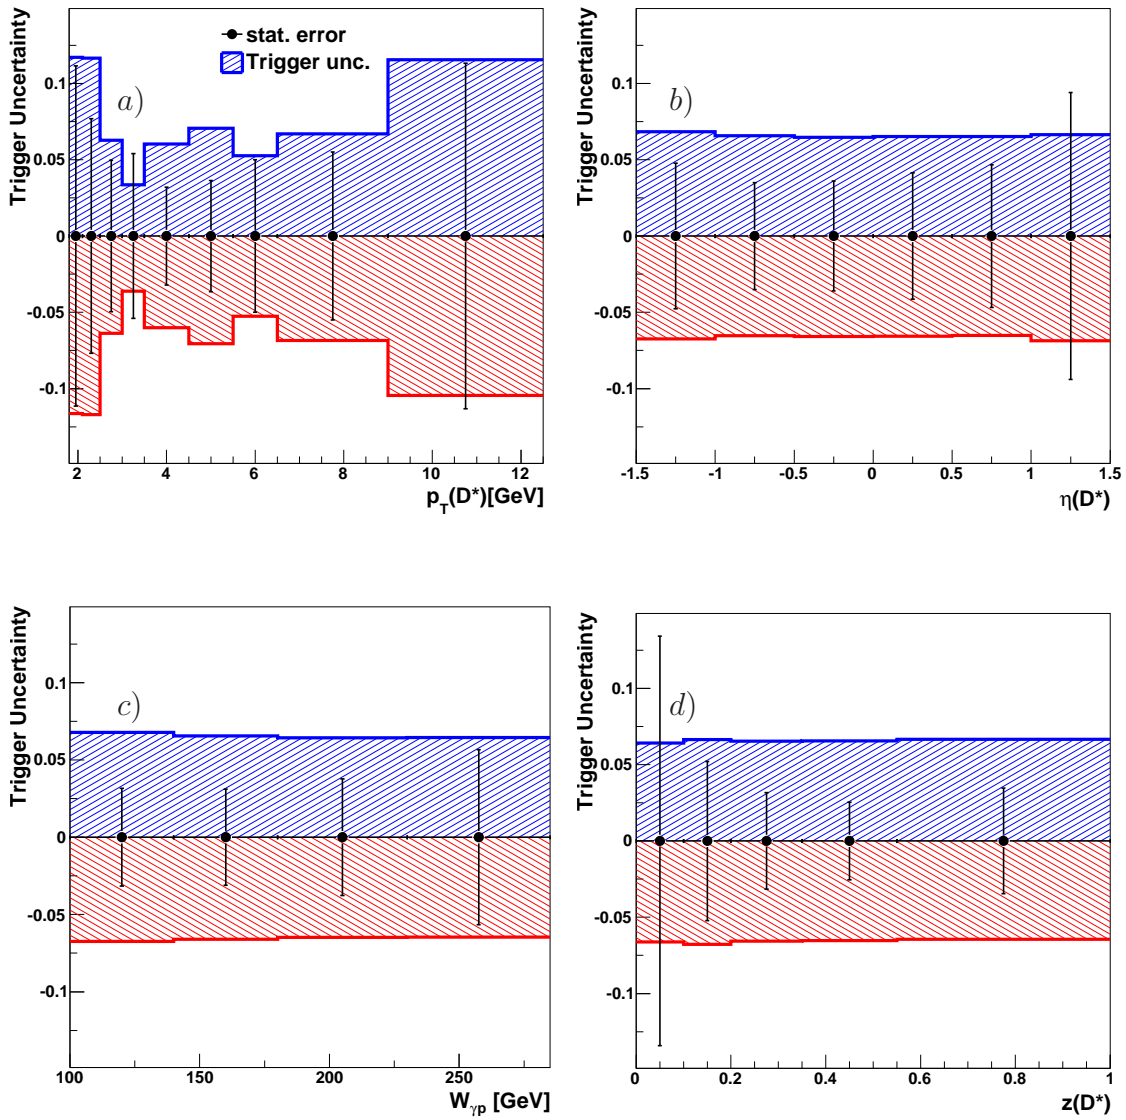 Trigger Uncertainty
stat. error
Trigger unc.
a)
0.1
0.05
0
-0.05
-0.1
2 4 6 8 10 12
p_T(D*)[GeV]
Trigger Uncertainty
b)
0.1
0.05
0
-0.05
-0.1
-1.5 -1 -0.5 0 0.5 1 1.5
η(D*)
Trigger Uncertainty
c)
0.1
0.05
0
-0.05
-0.1
100 150 200 250
W_γp [GeV]
Trigger Uncertainty
d)
0.1
0.05
0
-0.05
-0.1
0 0.2 0.4 0.6 0.8 1
z(D*)